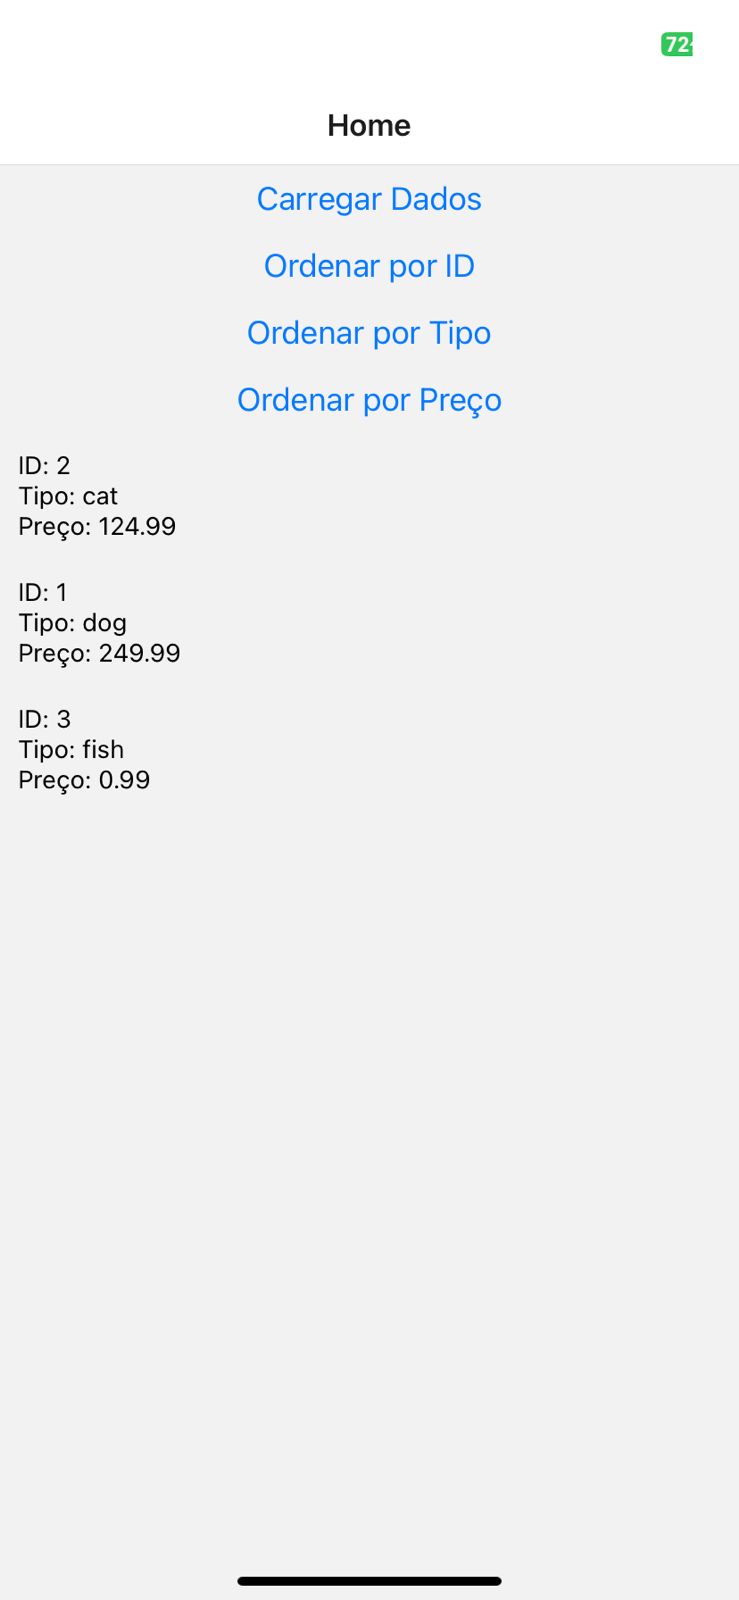 72
Home
Carregar Dados
Ordenar por ID
Ordenar por Tipo
Ordenar por Preço
ID: 2
Tipo: cat
Preço: 124.99
ID: 1
Tipo: dog
Preço: 249.99
ID: 3
Tipo: fish
Preço: 0.99